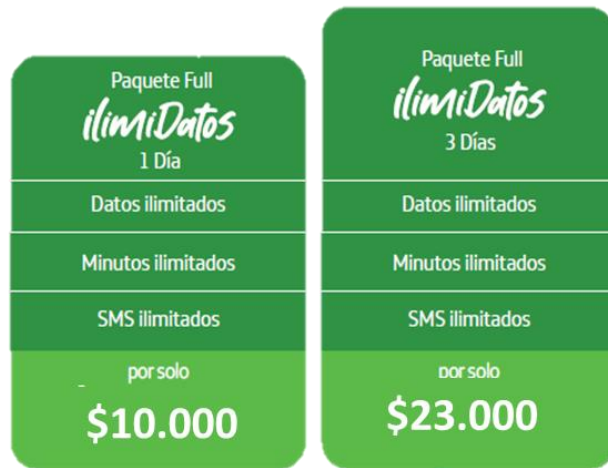 Paquete Full
ilimiDatos
1 Día
Datos ilimitados
Minutos ilimitados
SMS ilimitados
por solo
$10.000
Paquete Full
ilimiDatos
3 Días
Datos ilimitados
Minutos ilimitados
SMS ilimitados
por solo
$23.000